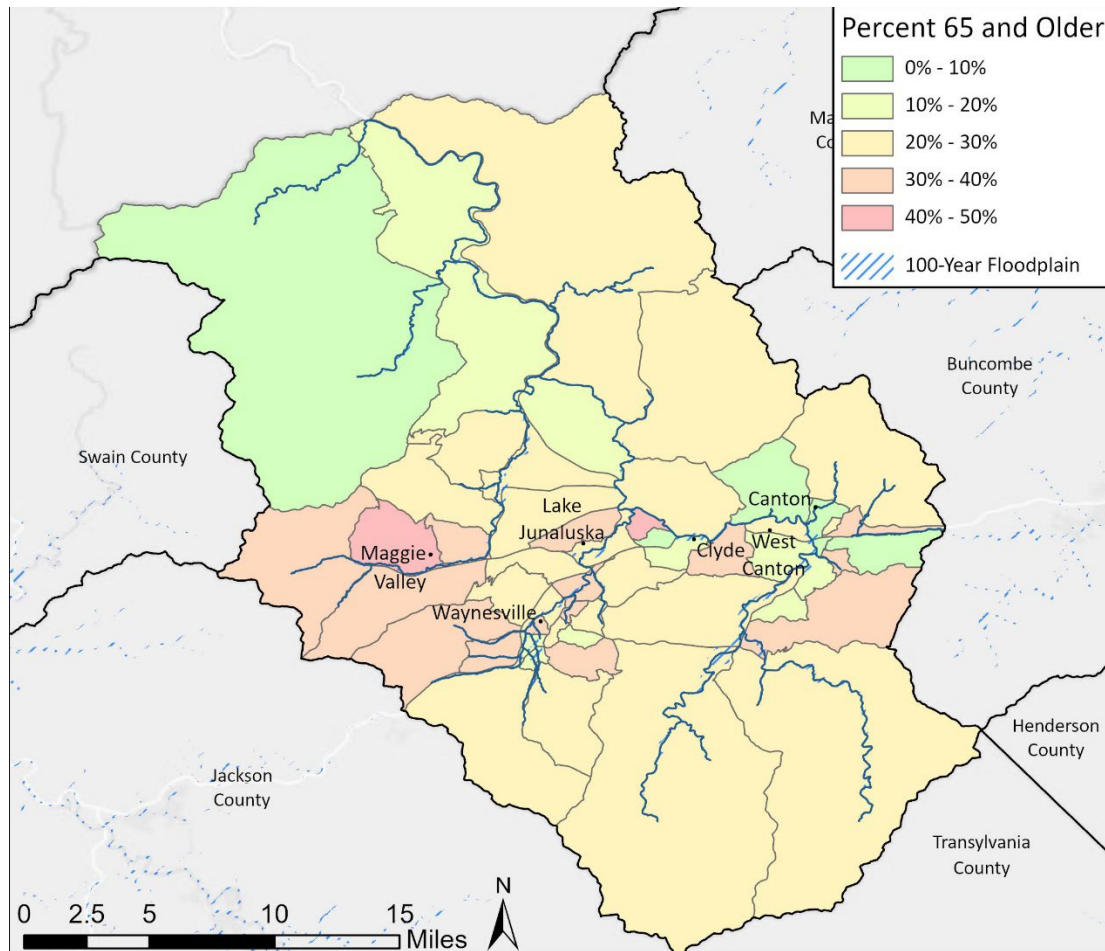 Percent 65 and Older
0% - 10%
10% - 20%
20% - 30%
30% - 40%
40% - 50%
100-Year Floodplain
Ma
Co
Buncombe
County
Swain County
Canton
Lake
Junaluska
Clyde
West
Canton
Maggie
Valley
Waynesville
Henderson
County
Jackson
County
Transylvania
County
N
0 2.5 5 10 15
Miles